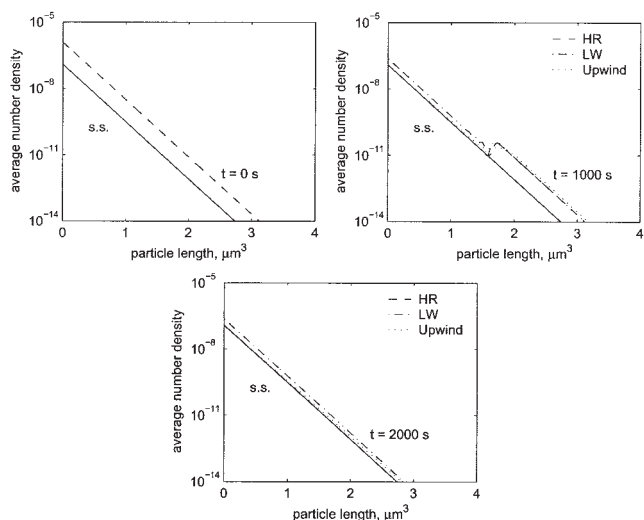 10⁻⁵
10⁻⁸
10⁻¹¹
10⁻¹⁴
average number density
s.s.
t = 0 s
0 1 2 3 4
particle length, μm³
10⁻⁵
10⁻⁸
10⁻¹¹
10⁻¹⁴
average number density
HR
LW
Upwind
s.s.
t = 1000 s
0 1 2 3 4
particle length, μm³
10⁻⁵
10⁻⁸
10⁻¹¹
10⁻¹⁴
average number density
HR
LW
Upwind
s.s.
t = 2000 s
0 1 2 3 4
particle length, μm³